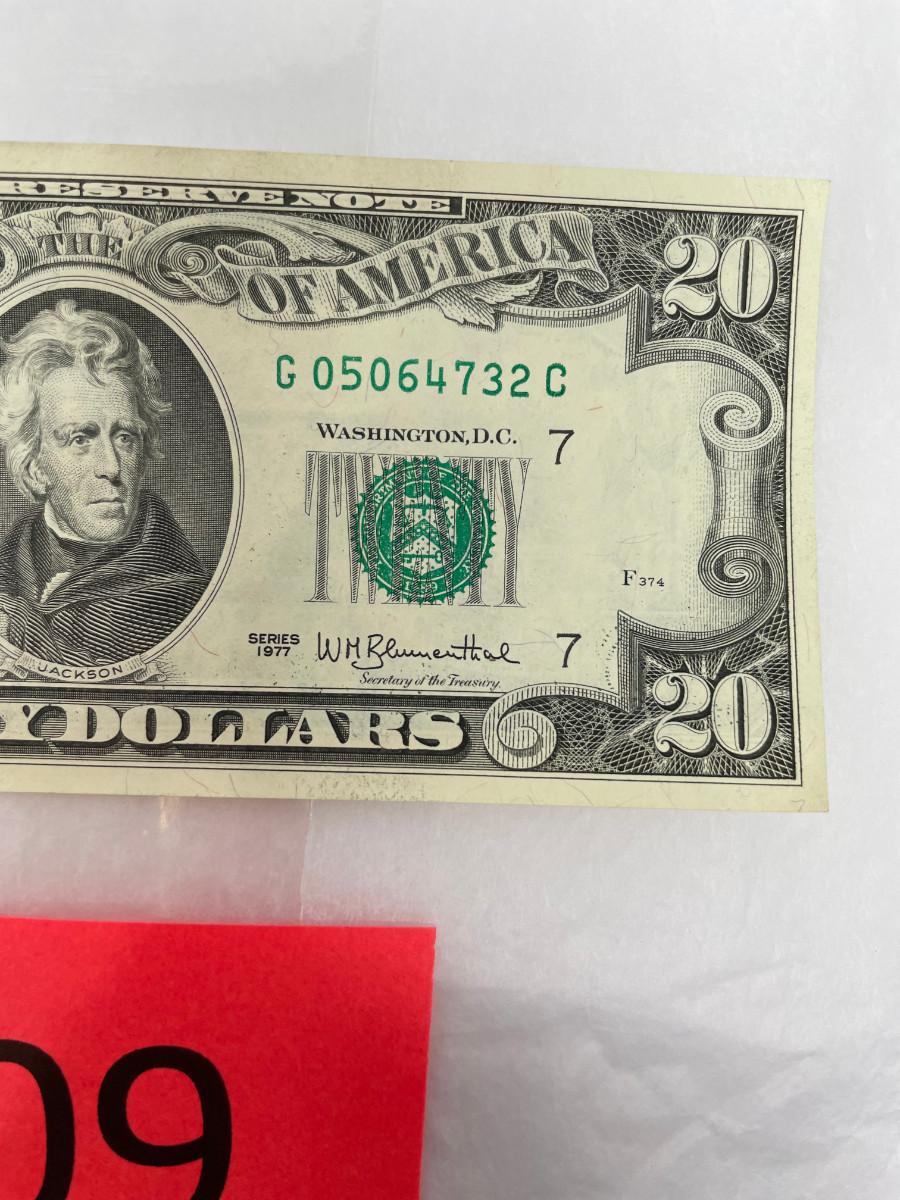 RESERVE NOTE
THE
OF AMERICA
20
G 05064732 C
WASHINGTON, D.C.
7
TWENTY
1789
F 374
SERIES
1977
W M Blumenthal
7
Secretary of the Treasury.
JACKSON
20
Y DOLLARS
09